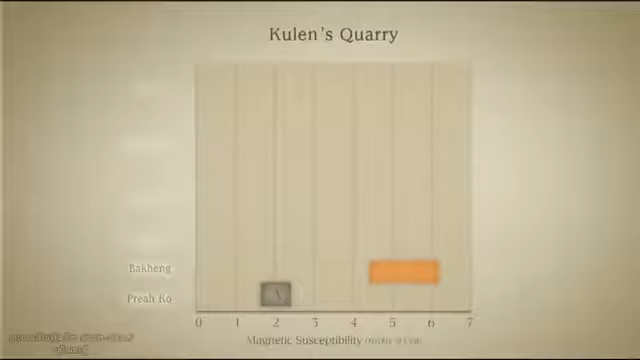 Kulen's Quarry
Bakheng
Preah Ko
0 1 2 3 4 5 6 7
Magnetic Susceptibility